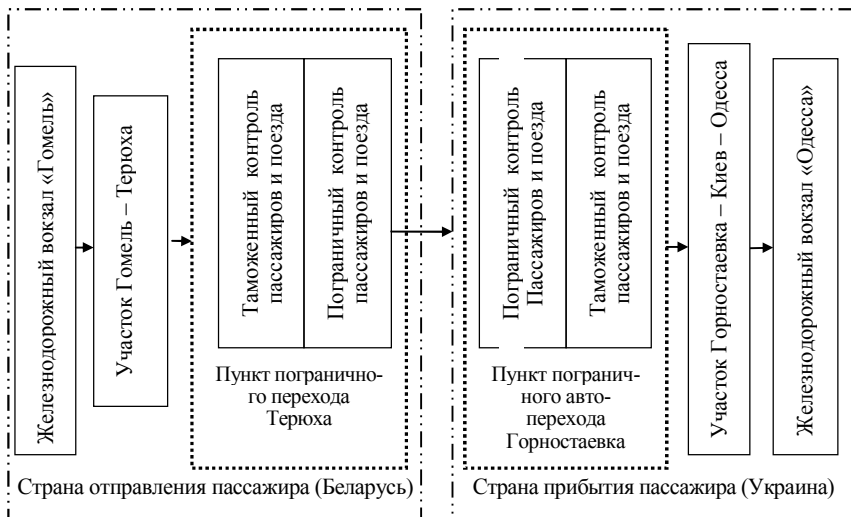 Железнодорожный вокзал «Гомель»
Участок Гомель – Терюха
Таможенный контроль
пассажиров и поезда
Пограничный контроль
пассажиров и поезда
Пункт погранично-
го перехода
Терюха
Страна отправления пассажира (Беларусь)
Пограничный контроль
Пассажиров и поезда
Таможенный контроль
пассажиров и поезда
Пункт погранич-
ного авто-
перехода
Горностаевка
Участок Горностаевка – Киев – Одесса
Железнодорожный вокзал «Одесса»
Страна прибытия пассажира (Украина)